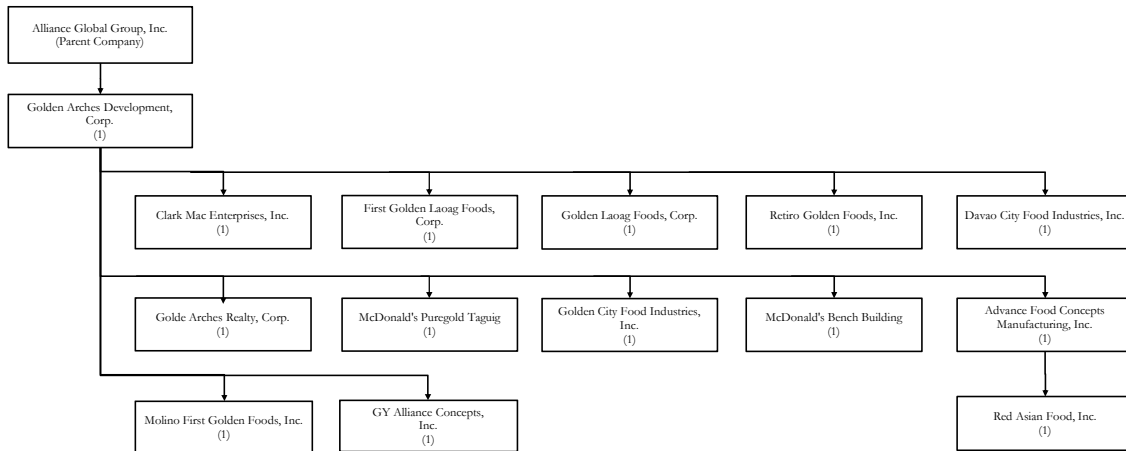 Alliance Global Group, Inc.
(Parent Company)
Golden Arches Development,
Corp.
(1)
Clark Mac Enterprises, Inc.
(1)
First Golden Laoag Foods,
Corp.
(1)
Golden Laoag Foods, Corp.
(1)
Retiro Golden Foods, Inc.
(1)
Davao City Food Industries, Inc.
(1)
Golde Arches Realty, Corp.
(1)
McDonald's Puregold Taguig
(1)
Golden City Food Industries,
Inc.
(1)
McDonald's Bench Building
(1)
Advance Food Concepts
Manufacturing, Inc.
(1)
Molino First Golden Foods, Inc.
(1)
GY Alliance Concepts,
Inc.
(1)
Red Asian Food, Inc.
(1)